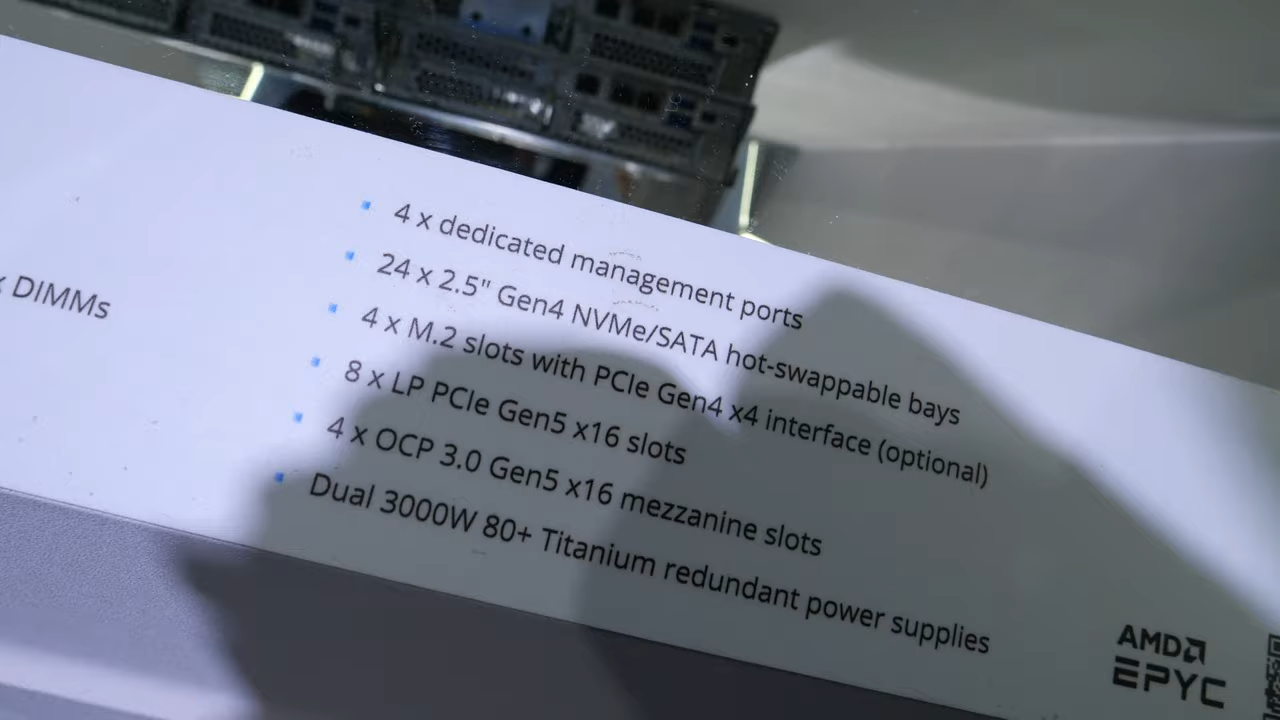 DIMMs
4 x dedicated management ports
24 x 2.5" Gen4 NVMe/SATA hot-swappable bays
4 x M.2 slots with PCIe Gen4 x4 interface (optional)
8 x LP PCIe Gen5 x16 slots
4 x OCP 3.0 Gen5 x16 mezzanine slots
Dual 3000W 80+ Titanium redundant power supplies
AMD
EPYC